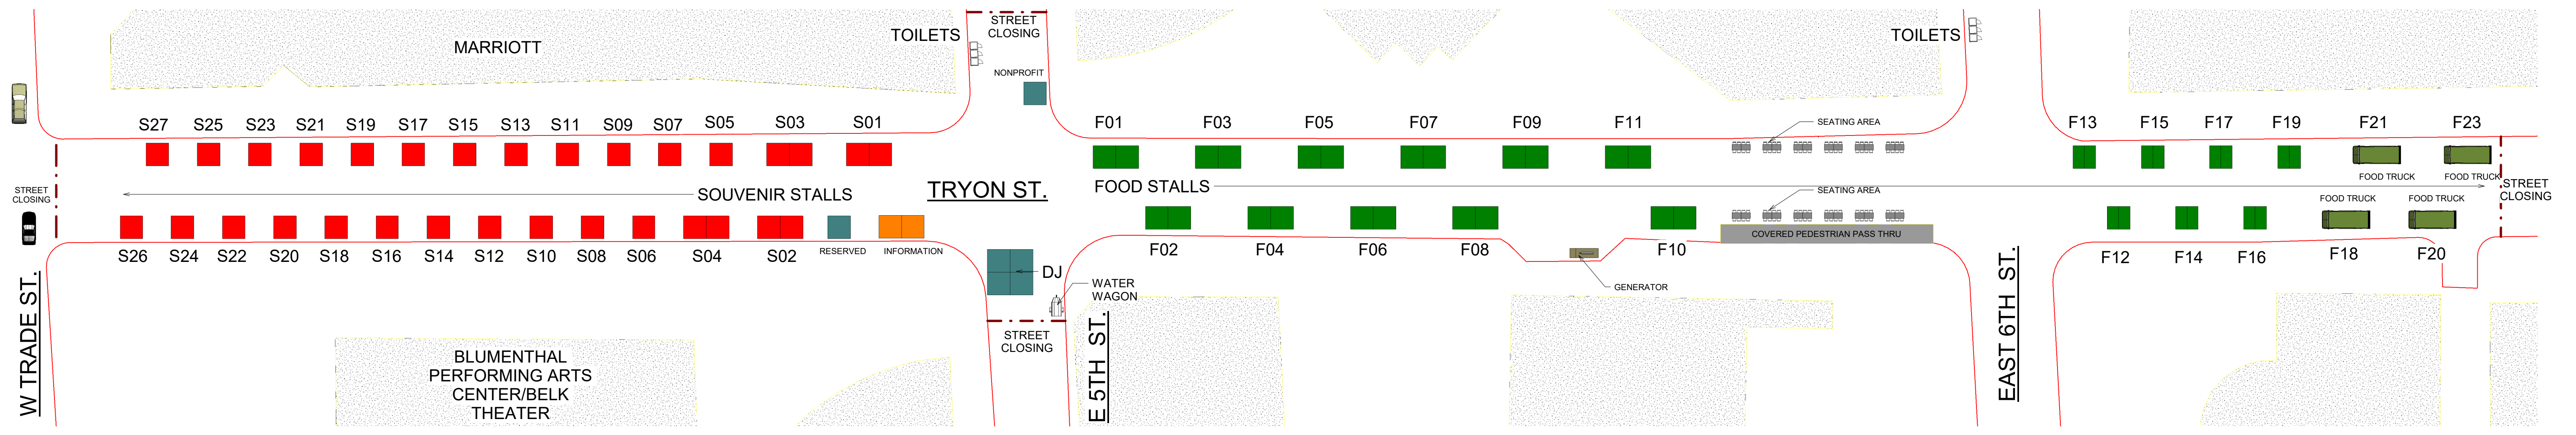 STREET
CLOSING
TOILETS
TOILETS
MARRIOTT
NONPROFIT
S27 S25 S23 S21 S19 S17 S15 S13 S11 S09 S07 S05 S03 S01
F01 F03 F05 F07 F09 F11
SEATING AREA
F13 F15 F17 F19 F21 F23
FOOD TRUCK FOOD TRUCK
STREET
CLOSING
SOUVENIR STALLS
TRYON ST.
FOOD STALLS
SEATING AREA
STREET
CLOSING
FOOD TRUCK FOOD TRUCK
COVERED PEDESTRIAN PASS THRU
RESERVED
INFORMATION
S26 S24 S22 S20 S18 S16 S14 S12 S10 S08 S06 S04 S02
F02 F04 F06 F08 F10
F12 F14 F16 F18 F20
DJ
WATER
WAGON
GENERATOR
STREET
CLOSING
W TRADE ST.
E 5TH ST.
EAST 6TH ST.
BLUMENTHAL
PERFORMING ARTS
CENTER/BELK
THEATER